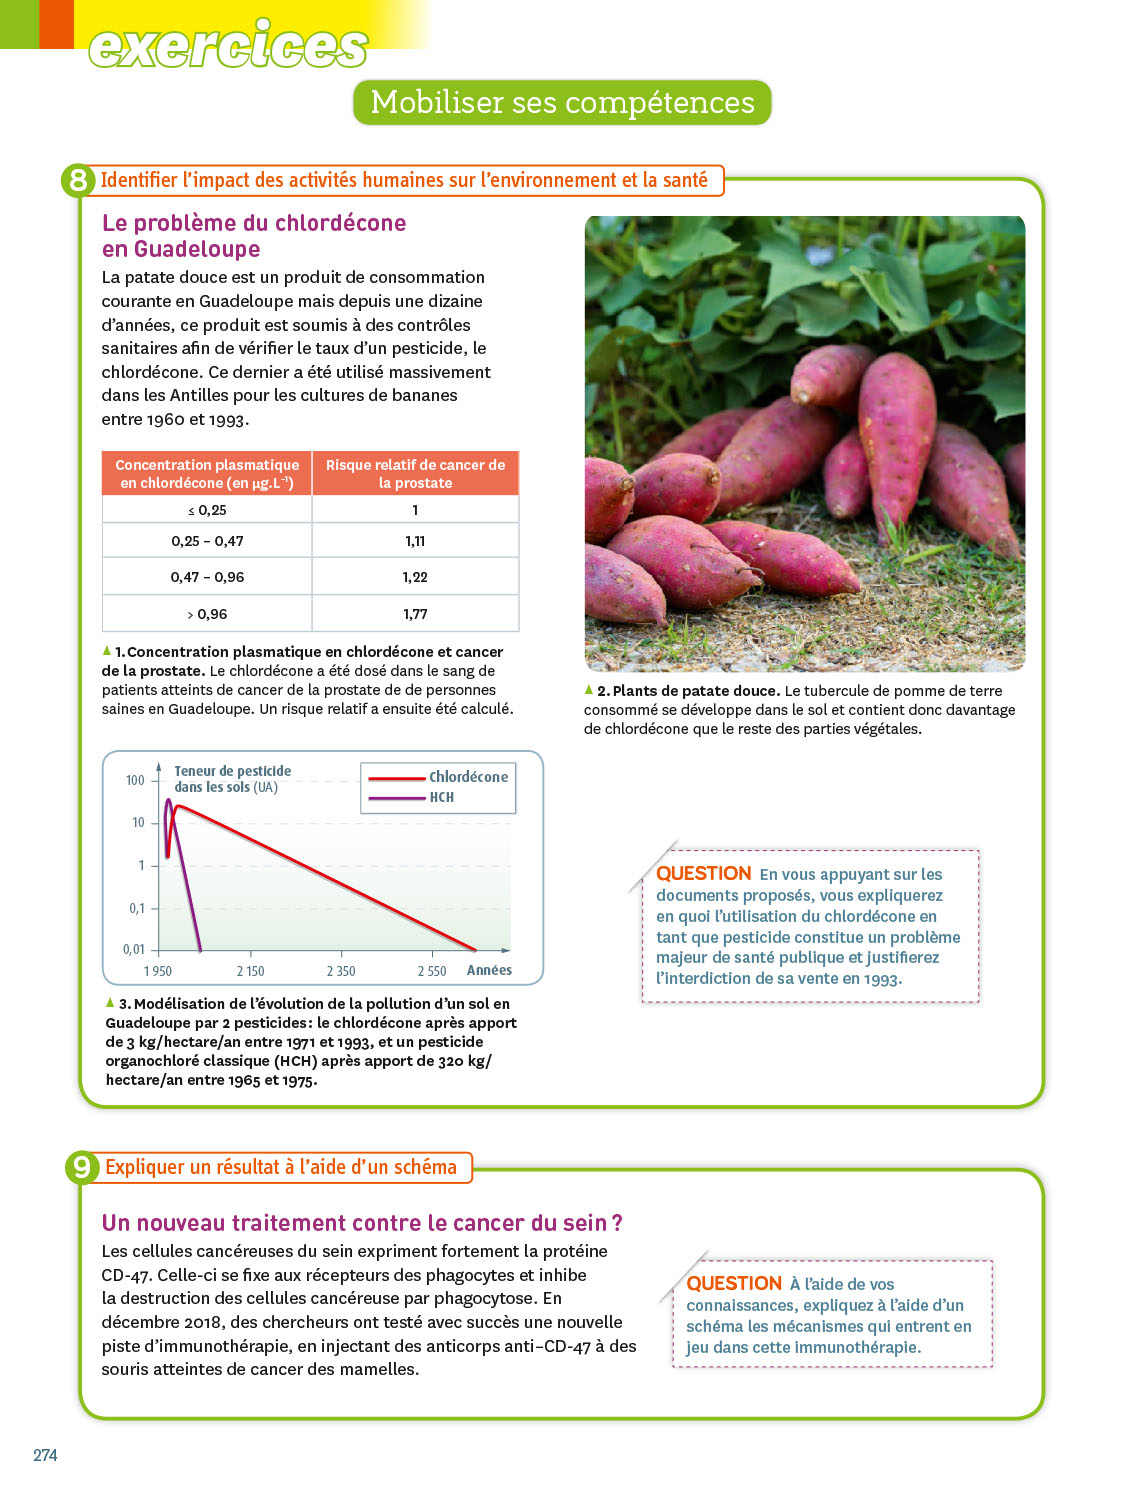 exercices
Mobiliser ses compétences
8 Identifier l'impact des activités humaines sur l'environnement et la santé
Le problème du chlordécone
en Guadeloupe
La patate douce est un produit de consommation
courante en Guadeloupe mais depuis une dizaine
d'années, ce produit est soumis à des contrôles
sanitaires afin de vérifier le taux d'un pesticide, le
chlordécone. Ce dernier a été utilisé massivement
dans les Antilles pour les cultures de bananes
entre 1960 et 1993.
Concentration plasmatique
en chlordécone (en µg.L⁻¹)
Risque relatif de cancer de
la prostate
≤ 0,25 1
0,25 – 0,47 1,11
0,47 – 0,96 1,22
> 0,96 1,77
1. Concentration plasmatique en chlordécone et cancer
de la prostate. Le chlordécone a été dosé dans le sang de
patients atteints de cancer de la prostate de de personnes
saines en Guadeloupe. Un risque relatif a ensuite été calculé.
2. Plants de patate douce. Le tubercule de pomme de terre
consommé se développe dans le sol et contient donc davantage
de chlordécone que le reste des parties végétales.
Teneur de pesticide
dans les sols (UA)
Chlordécone
HCH
100
10
1
0,1
0,01
1 950 2 150 2 350 2 550 Années
3. Modélisation de l'évolution de la pollution d'un sol en
Guadeloupe par 2 pesticides : le chlordécone après apport
de 3 kg/hectare/an entre 1971 et 1993, et un pesticide
organochloré classique (HCH) après apport de 320 kg/
hectare/an entre 1965 et 1975.
QUESTION En vous appuyant sur les
documents proposés, vous expliquerez
en quoi l'utilisation du chlordécone en
tant que pesticide constitue un problème
majeur de santé publique et justifierez
l'interdiction de sa vente en 1993.
9 Expliquer un résultat à l'aide d'un schéma
Un nouveau traitement contre le cancer du sein ?
Les cellules cancéreuses du sein expriment fortement la protéine
CD-47. Celle-ci se fixe aux récepteurs des phagocytes et inhibe
la destruction des cellules cancéreuse par phagocytose. En
décembre 2018, des chercheurs ont testé avec succès une nouvelle
piste d'immunothérapie, en injectant des anticorps anti-CD-47 à des
souris atteintes de cancer des mamelles.
QUESTION À l'aide de vos
connaissances, expliquez à l'aide d'un
schéma les mécanismes qui entrent en
jeu dans cette immunothérapie.
274